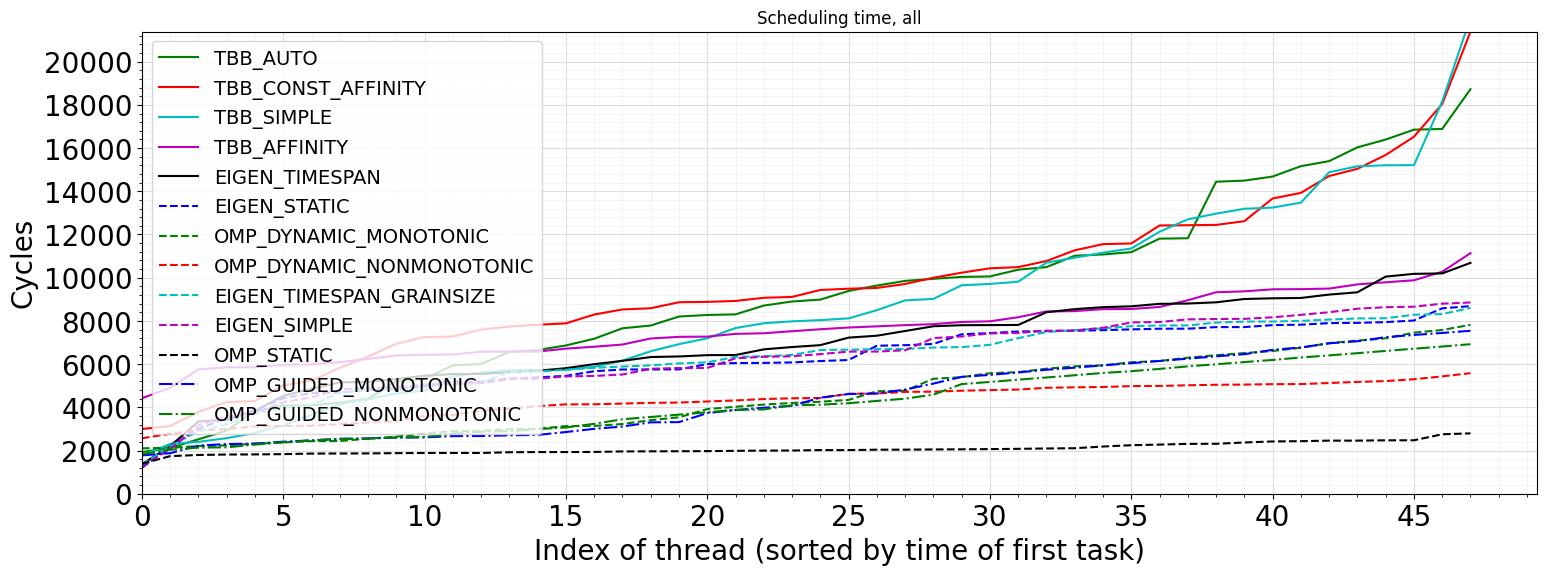 Scheduling time, all
Cycles
20000
18000
16000
14000
12000
10000
8000
6000
4000
2000
0
TBB_AUTO
TBB_CONST_AFFINITY
TBB_SIMPLE
TBB_AFFINITY
EIGEN_TIMESPAN
EIGEN_STATIC
OMP_DYNAMIC_MONOTONIC
OMP_DYNAMIC_NONMONOTONIC
EIGEN_TIMESPAN_GRAINSIZE
EIGEN_SIMPLE
OMP_STATIC
OMP_GUIDED_MONOTONIC
OMP_GUIDED_NONMONOTONIC
0 5 10 15 20 25 30 35 40 45
Index of thread (sorted by time of first task)